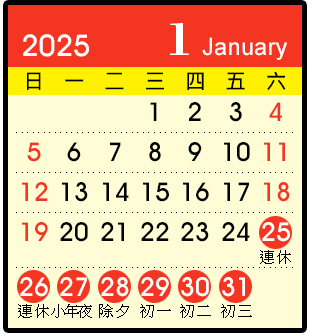 2025 1 January
日 一 二 三 四 五 六
1 2 3 4
5 6 7 8 9 10 11
12 13 14 15 16 17 18
19 20 21 22 23 24 25
連休
26 27 28 29 30 31
連休 小年夜 除夕 初一 初二 初三